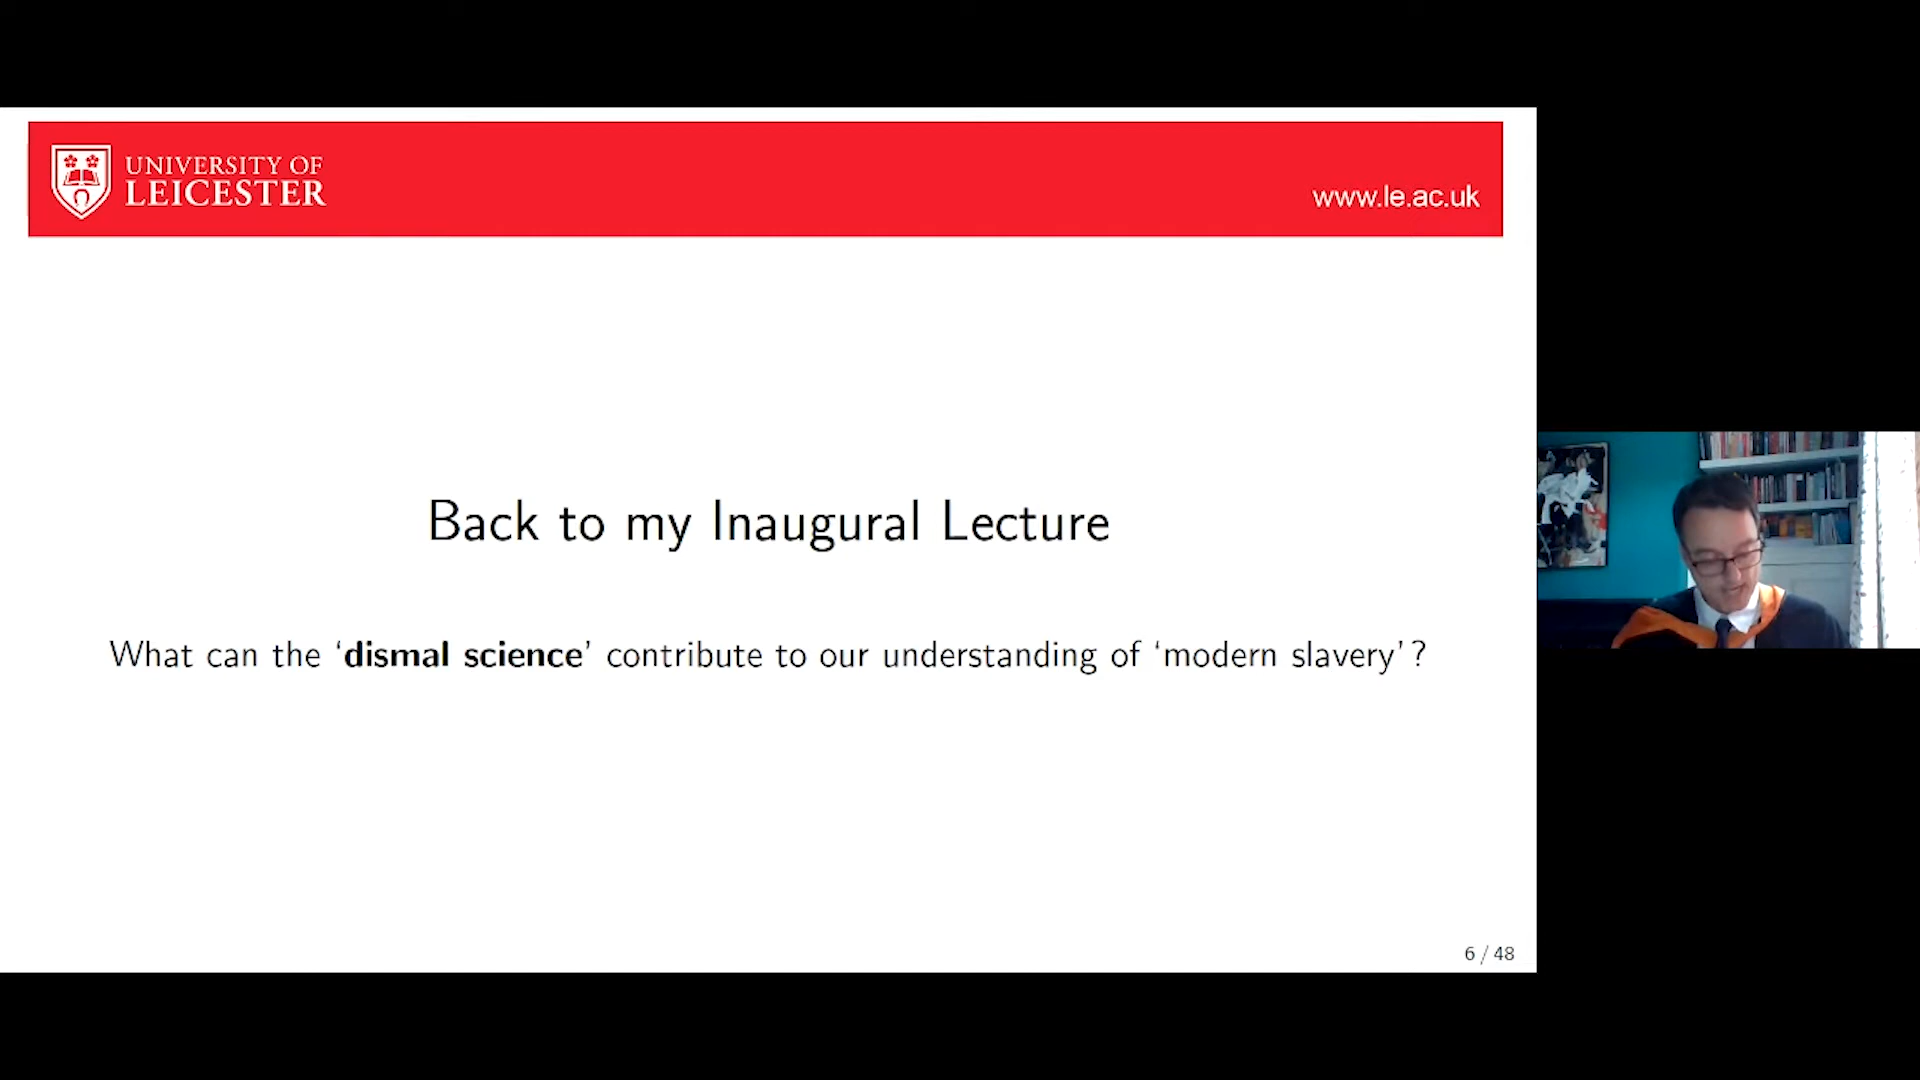 UNIVERSITY OF
LEICESTER
www.le.ac.uk
Back to my Inaugural Lecture
What can the ‘dismal science’ contribute to our understanding of ‘modern slavery’?
6 / 48